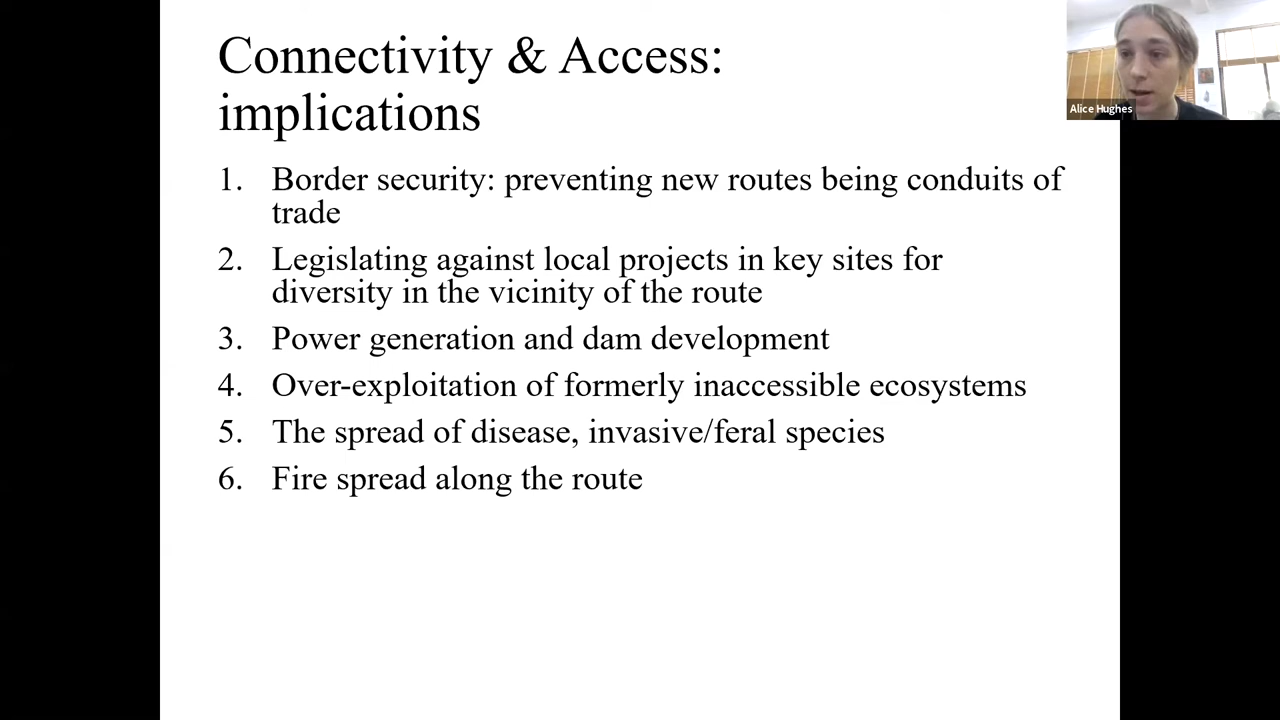 Connectivity & Access:
implications
1. Border security: preventing new routes being conduits of
trade
2. Legislating against local projects in key sites for
diversity in the vicinity of the route
3. Power generation and dam development
4. Over-exploitation of formerly inaccessible ecosystems
5. The spread of disease, invasive/feral species
6. Fire spread along the route
Alice Hughes